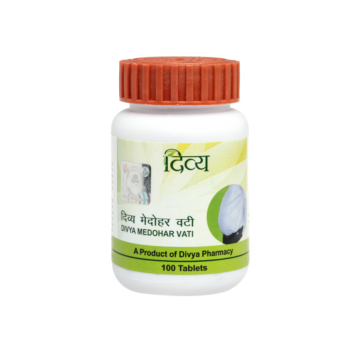 दिव्य
दिव्य मेदोहर वटी
DIVYA MEDOHAR VATI
A Product of Divya Pharmacy
100 Tablets